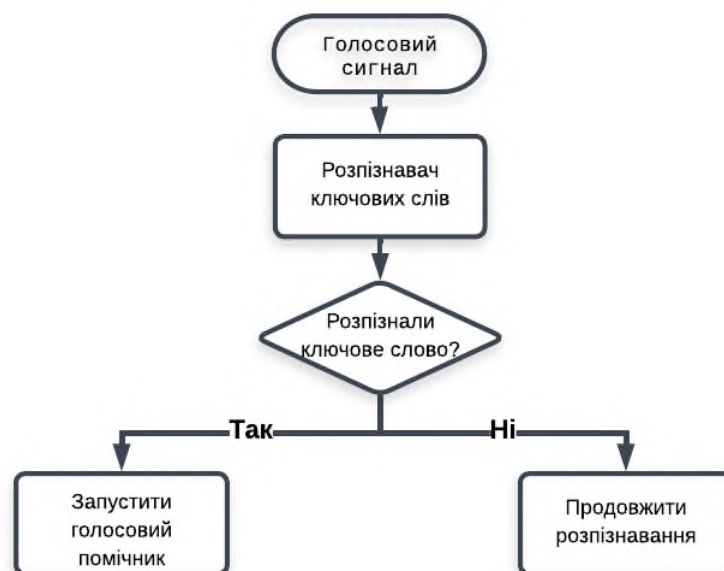 Голосовий
сигнал
Розпізнавач
ключових слів
Розпізнали
ключове слово?
Так
Ні
Запустити
голосовий
помічник
Продовжити
розпізнавання